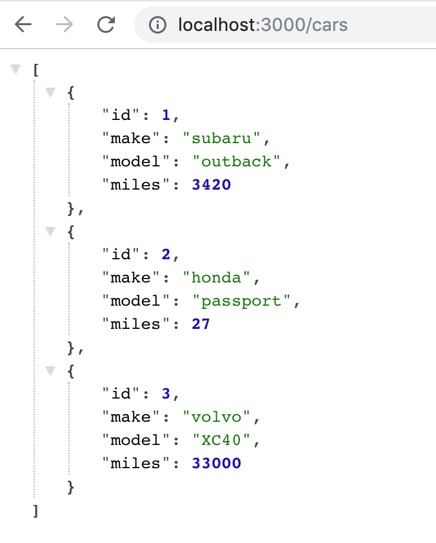 localhost:3000/cars
[
{
"id": 1,
"make": "subaru",
"model": "outback",
"miles": 3420
},
{
"id": 2,
"make": "honda",
"model": "passport",
"miles": 27
},
{
"id": 3,
"make": "volvo",
"model": "XC40",
"miles": 33000
}
]